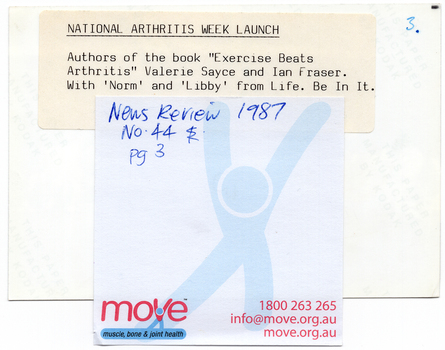 3.
NATIONAL ARTHRITIS WEEK LAUNCH
Authors of the book "Exercise Beats
Arthritis" Valerie Sayce and Ian Fraser.
With 'Norm' and 'Libby' from Life. Be In It.
News Review 1987
No. 44
pg 3
move™
muscle, bone & joint health
1800 263 265
info@move.org.au
move.org.au